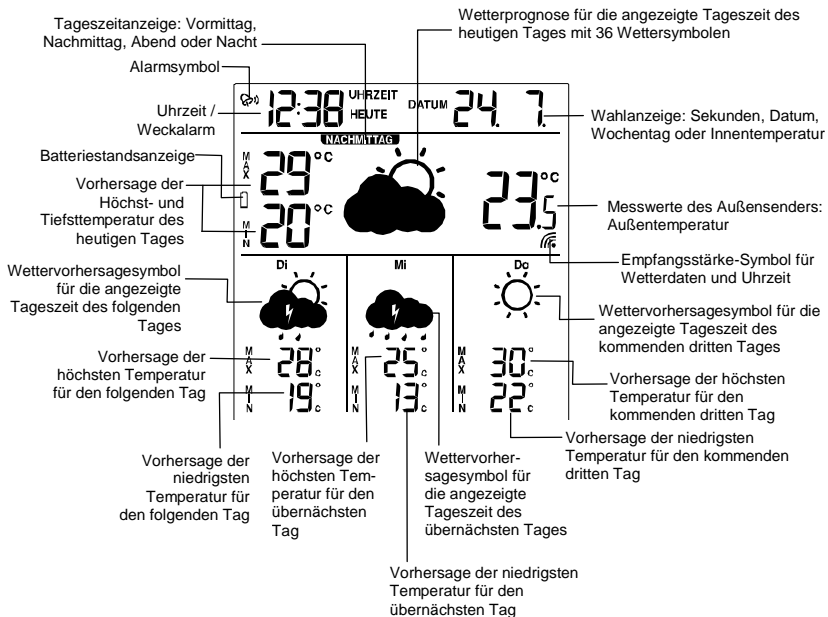 Tageszeitanzeige: Vormittag,
Nachmittag, Abend oder Nacht
Wetterprognose für die angezeigte Tageszeit des
heutigen Tages mit 36 Wettersymbolen
Alarmsymbol
Uhrzeit /
Weckalarm
12:38
UHRZEIT
HEUTE
DATUM
24. 7.
Wahlanzeige: Sekunden, Datum,
Wochentag oder Innentemperatur
NACHMITTAG
Batteriestandsanzeige
Vorhersage der
Höchst- und
Tiefsttemperatur des
heutigen Tages
MAX
29°C
MIN
20°C
23.5°C
Messwerte des Außensenders:
Außentemperatur
Empfangsstärke-Symbol für
Wetterdaten und Uhrzeit
Wettervorhersagesymbol
für die angezeigte
Tageszeit des folgenden
Tages
Di
Mi
Do
Wettervorhersagesymbol für die
angezeigte Tageszeit des
kommenden dritten Tages
Vorhersage der
höchsten Temperatur
für den folgenden Tag
MAX
28°C
MIN
19°C
MAX
25°C
MIN
13°C
MAX
30°C
MIN
22°C
Vorhersage der höchsten
Temperatur für den
kommenden dritten Tag
Vorhersage der niedrigsten
Temperatur für den kommenden
dritten Tag
Vorhersage der
niedrigsten
Temperatur für
den folgenden Tag
Vorhersage der
höchsten Tem-
peratur für den
übernächsten
Tag
Wettervorher-
sagesymbol für
die angezeigte
Tageszeit des
übernächsten Tages
Vorhersage der niedrigsten
Temperatur für den
übernächsten Tag